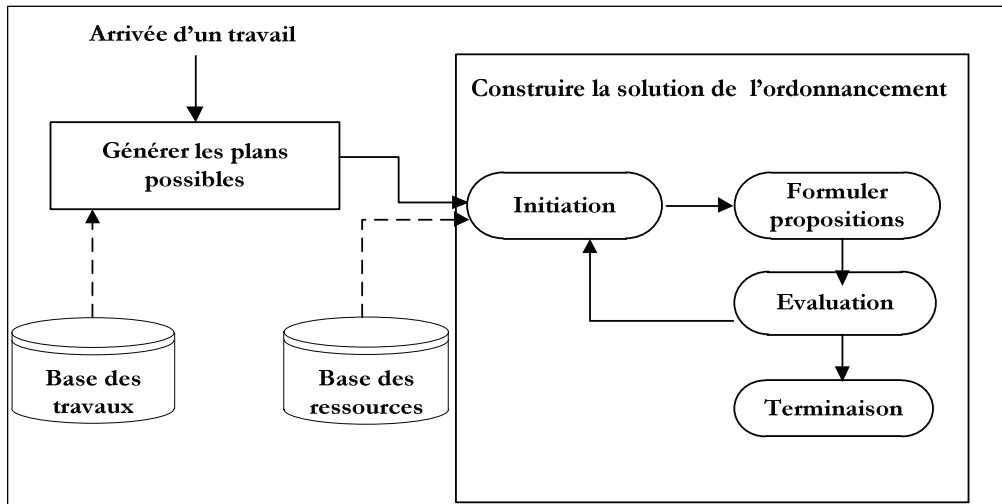 Arrivée d'un travail
Construire la solution de l'ordonnancement
Générer les plans
possibles
Initiation
Formuler
propositions
Evaluation
Base des
travaux
Base des
ressources
Terminaison